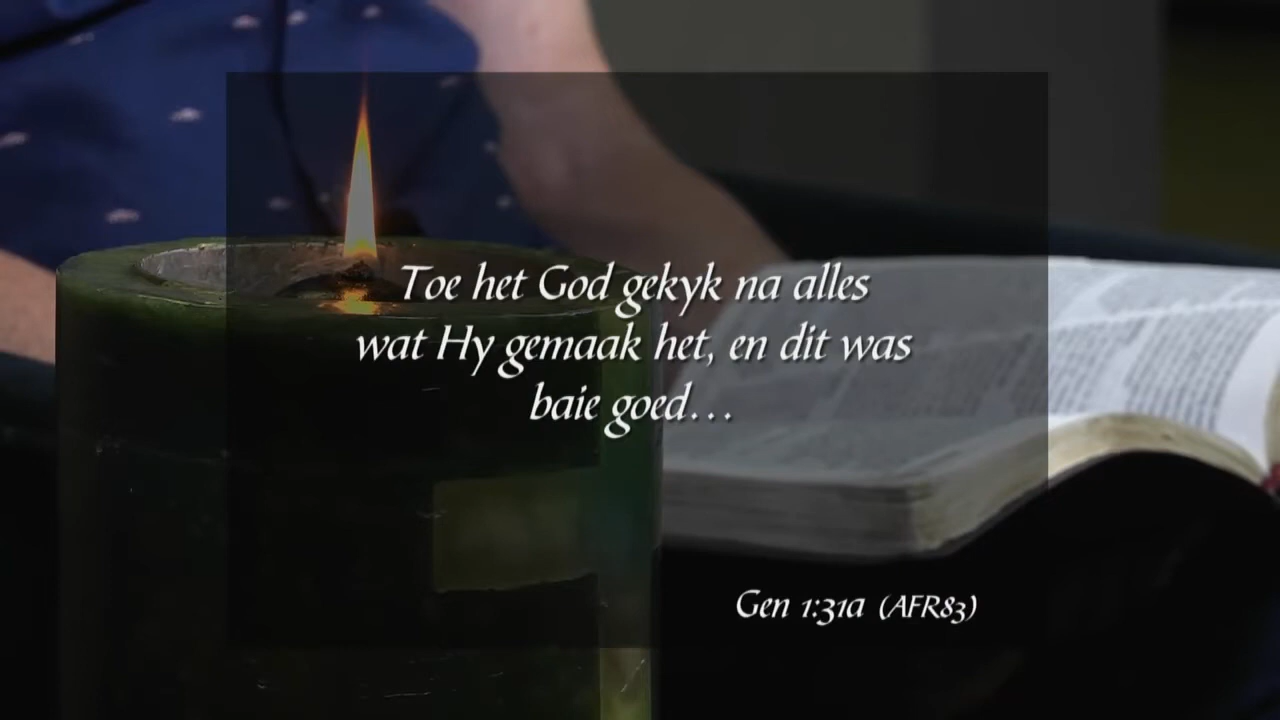 Toe het God gekyk na alles
wat Hy gemaak het, en dit was
baie goed...
Gen 1:31a (AFR83)